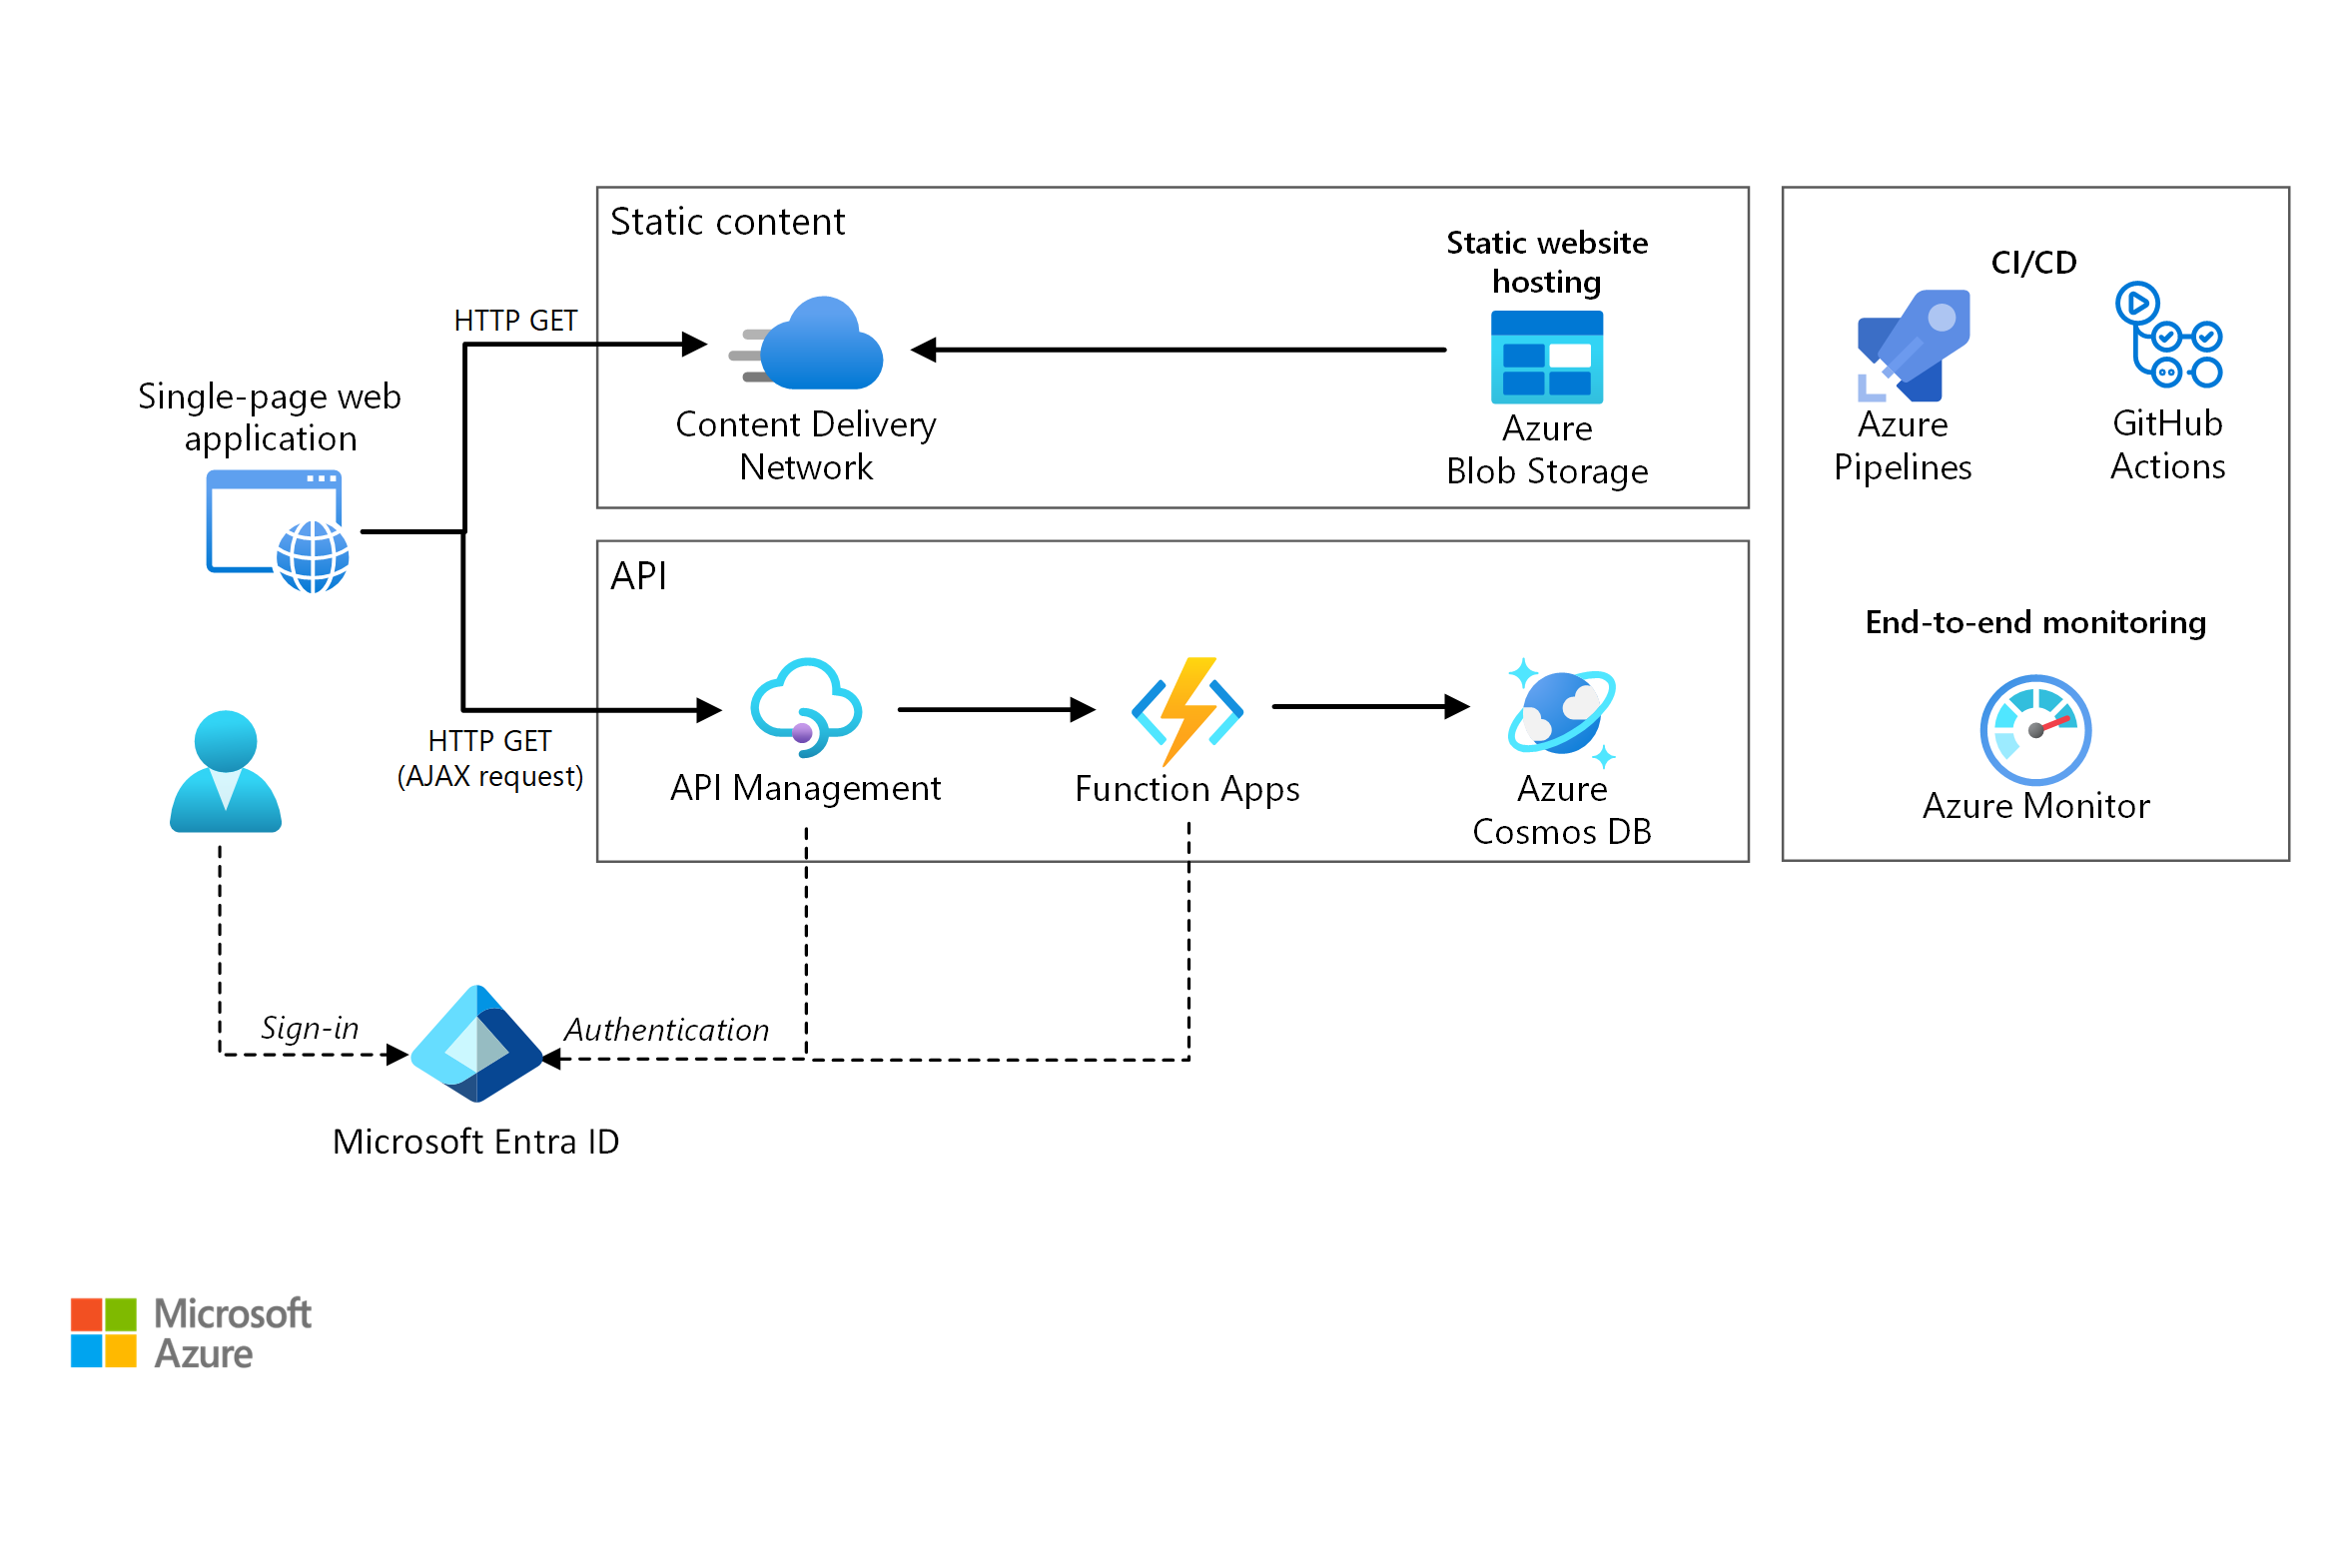 Static content
Static website
hosting
CI/CD
HTTP GET
Single-page web
application
Content Delivery
Network
Azure
Blob Storage
Azure
Pipelines
GitHub
Actions
API
End-to-end monitoring
HTTP GET
(AJAX request)
API Management
Function Apps
Azure
Cosmos DB
Azure Monitor
Sign-in
Authentication
Microsoft Entra ID
Microsoft
Azure